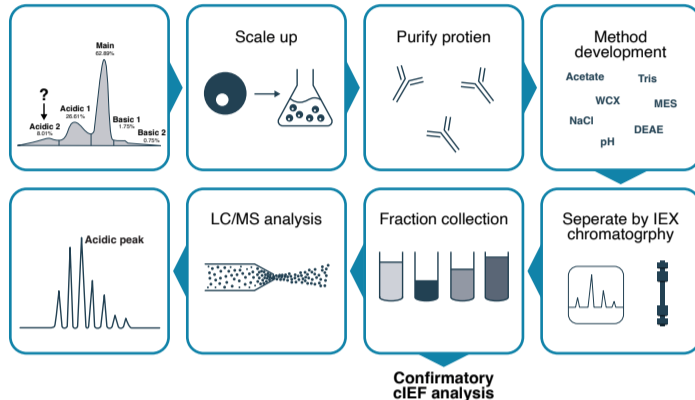 Main
62.89%
?
Acidic 1
26.61%
Acidic 2
8.01%
Basic 1
1.75%
Basic 2
0.75%
Scale up
Purify protien
Method
development
Acetate
Tris
WCX
MES
NaCl
DEAE
pH
Seperate by IEX
chromatogrphy
Fraction collection
Confirmatory
cIEF analysis
LC/MS analysis
Acidic peak